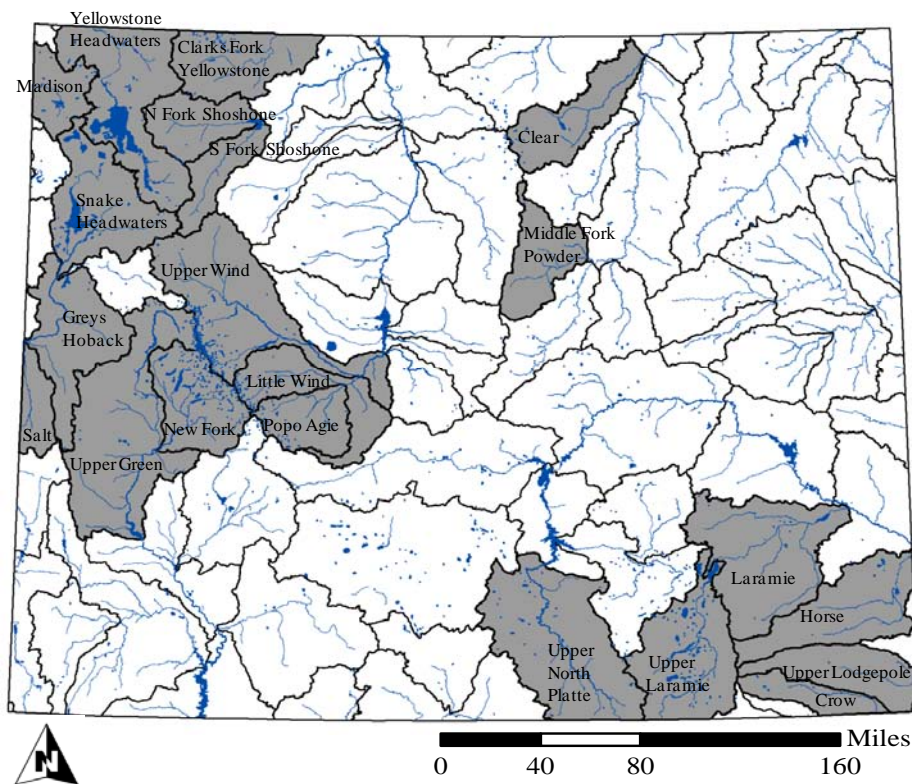 Yellowstone
Headwaters
Clarks Fork
Yellowstone
Madison
N Fork Shoshone
S Fork Shoshone
Clear
Snake
Headwaters
Middle Fork
Powder
Upper Wind
Greys
Hoback
Little Wind
Salt
New Fork
Popo Agie
Upper Green
Laramie
Horse
Upper
North
Platte
Upper
Laramie
Upper Lodgepole
Crow
N
Miles
0 40 80 160